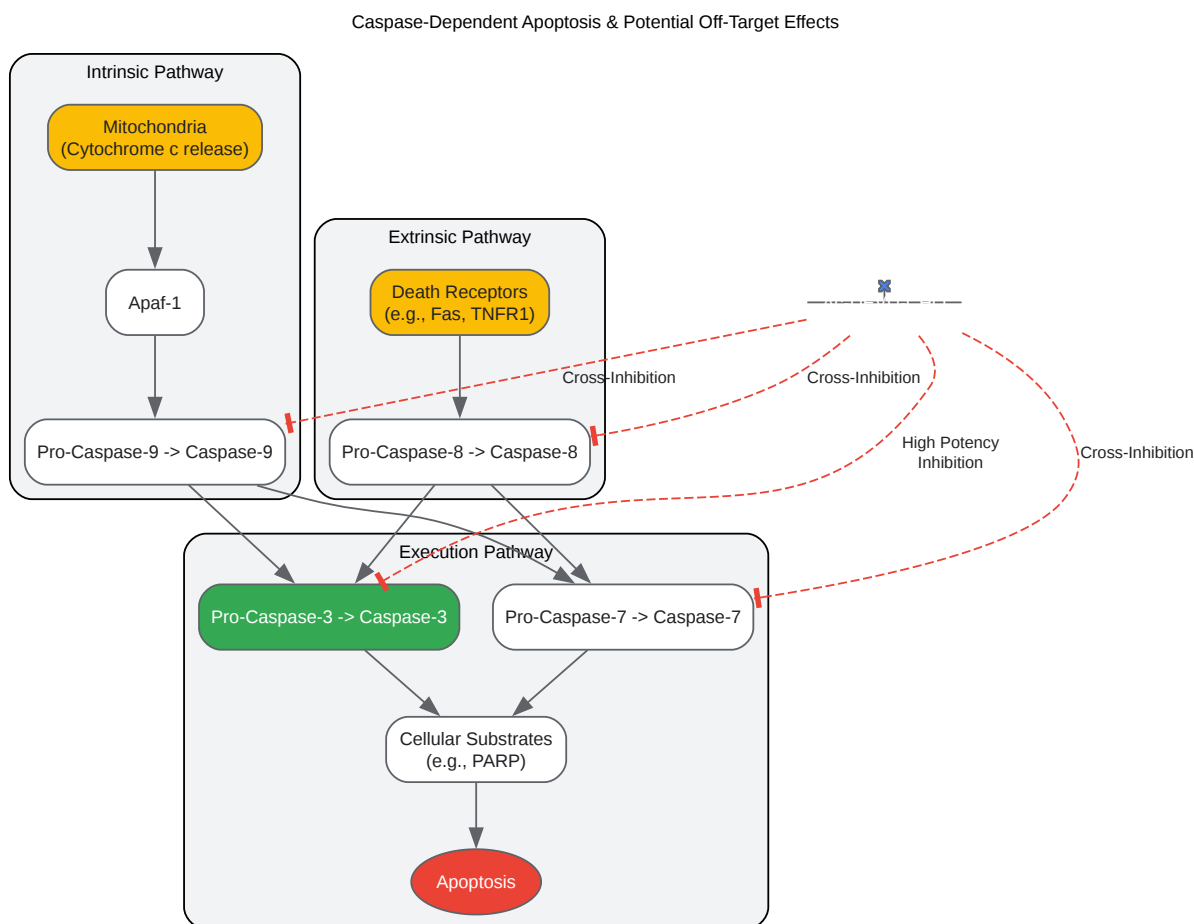 Caspase-Dependent Apoptosis & Potential Off-Target Effects
Intrinsic Pathway
Mitochondria
(Cytochrome c release)
Extrinsic Pathway
Apaf-1
Death Receptors
(e.g., Fas, TNFR1)
Cross-Inhibition
Cross-Inhibition
Pro-Caspase-9 -> Caspase-9
Pro-Caspase-8 -> Caspase-8
High Potency
Inhibition
Cross-Inhibition
Execution Pathway
Pro-Caspase-3 -> Caspase-3
Pro-Caspase-7 -> Caspase-7
Cellular Substrates
(e.g., PARP)
Apoptosis